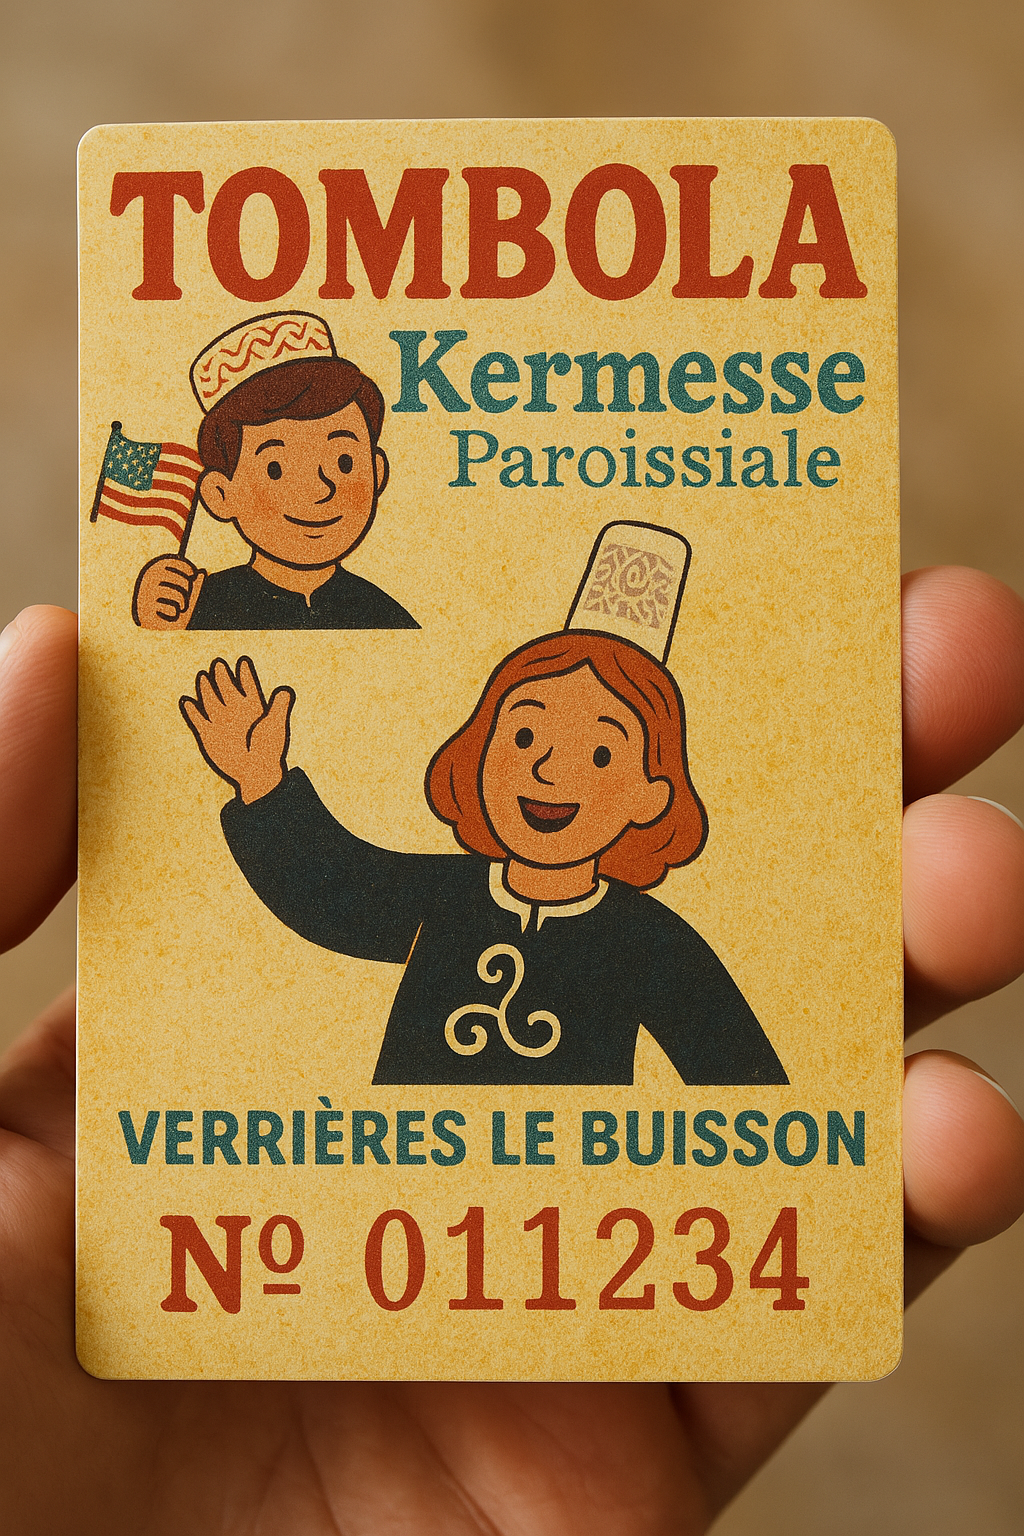 TOMBOLA
Kermesse
Paroissiale
VERRIÈRES LE BUISSON
Nº 011234